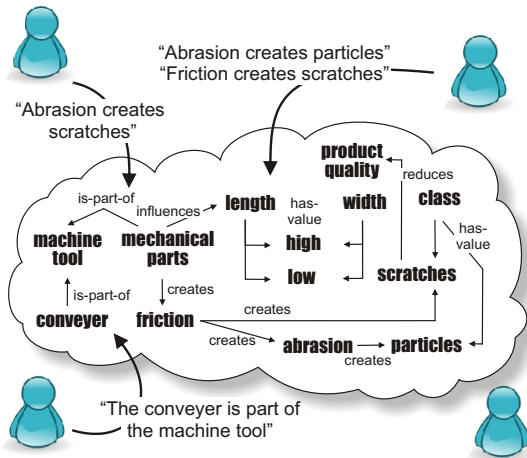 “Abrasion creates particles”
“Friction creates scratches”
“Abrasion creates
scratches”
product
quality
reduces
is-part-of
influences
length
has-
value
width
class
has-
value
machine
tool
mechanical
parts
high
low
scratches
is-part-of
creates
creates
conveyer
friction
creates
abrasion
creates
particles
“The conveyer is part of
the machine tool”